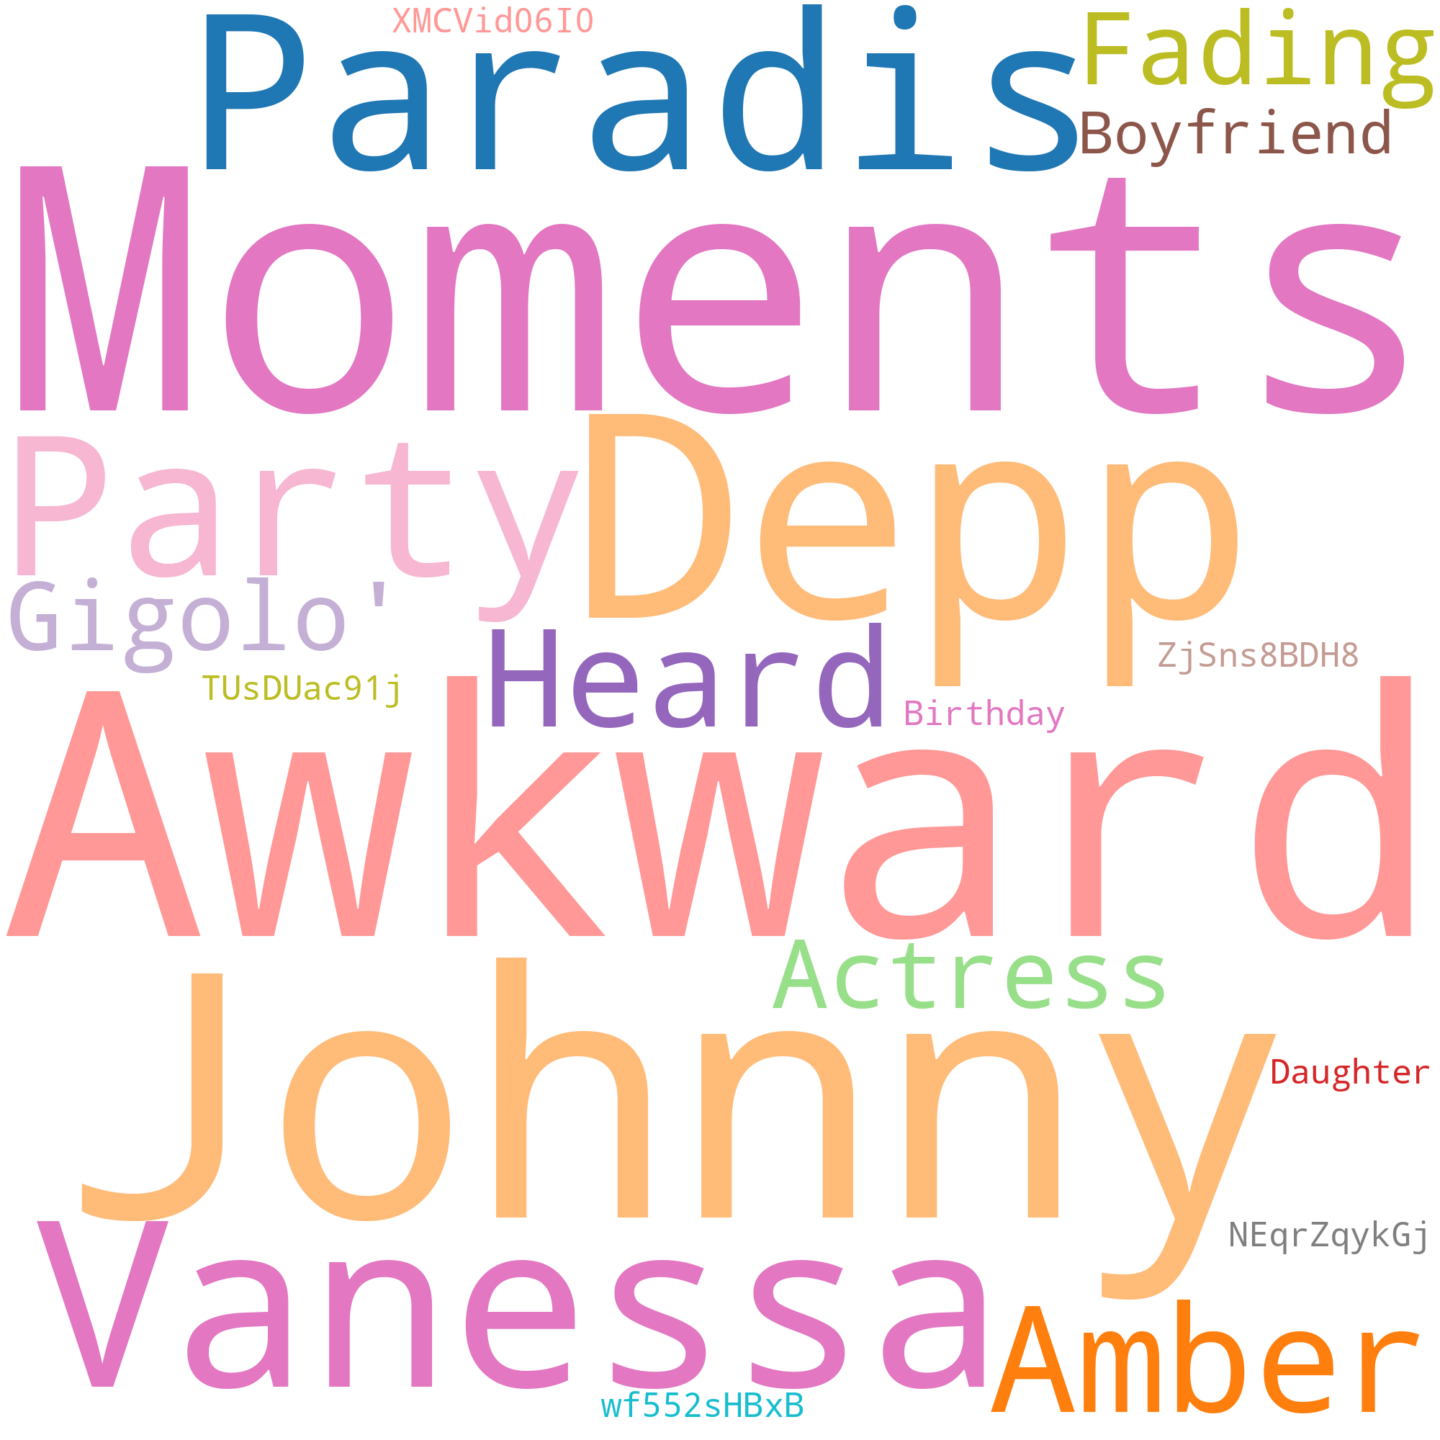 XMCVidO6IO
Paradis
Fading
Boyfriend
Moments
Party
Depp
Gigolo'
Heard
ZjSns8BDH8
TUsDUac91j
Birthday
Awkward
Actress
Johnny
Daughter
Vanessa
NEqrZqykGj
Amber
wf552sHBxB